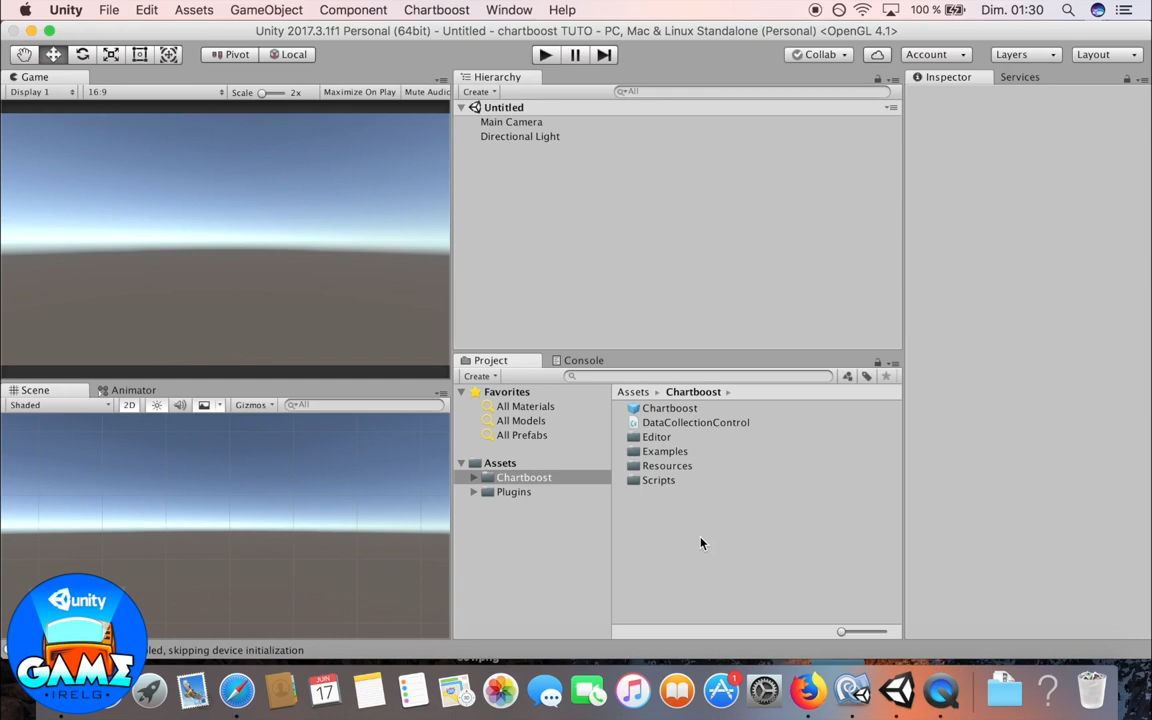 Unity File Edit Assets GameObject Component Chartboost Window Help 100 % Dim. 01:30
Unity 2017.3.1f1 Personal (64bit) - Untitled - chartboost TUTO - PC, Mac & Linux Standalone (Personal) <OpenGL 4.1>
Pivot Local Collab Account Layers Layout
Game Hierarchy Inspector Services
Display 1 16:9 Scale 2x Maximize On Play Mute Audio Create All
Untitled
Main Camera
Directional Light
Project Console
Create
Scene Animator
Shaded 2D Gizmos All
Favorites
All Materials
All Models
All Prefabs
Assets
Chartboost
Plugins
Assets Chartboost
Chartboost
DataCollectionControl
Editor
Examples
Resources
Scripts
led, skipping device initialization
unity
GAME
IRELG
JUIN
17
1
?